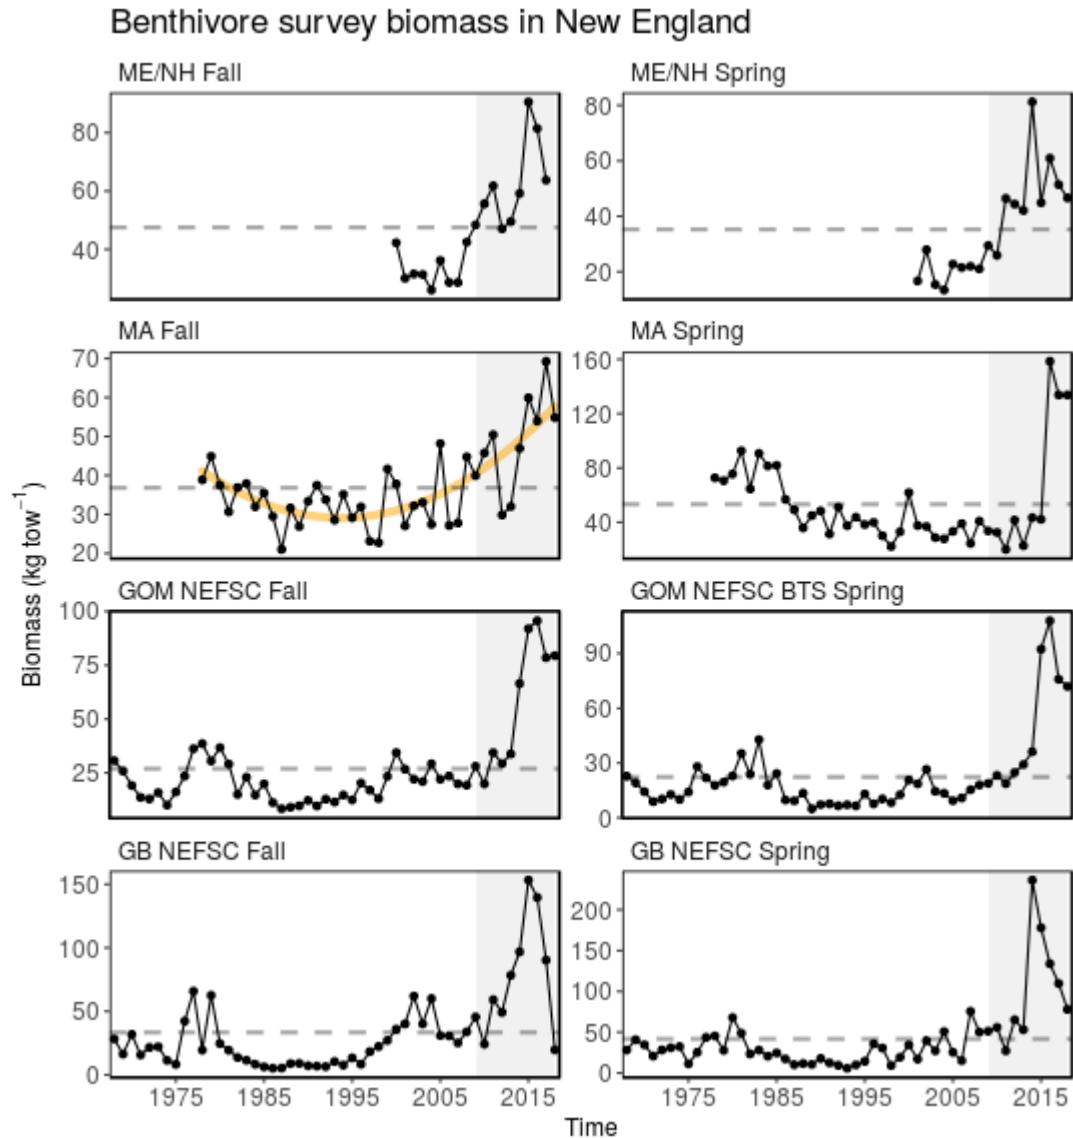 Benthivore survey biomass in New England
ME/NH Fall
ME/NH Spring
80
60
40
80
60
40
20
MA Fall
MA Spring
70
60
50
40
30
20
160
120
80
40
GOM NEFSC Fall
GOM NEFSC BTS Spring
100
75
50
25
90
60
30
0
GB NEFSC Fall
GB NEFSC Spring
150
100
50
0
200
150
100
50
0
Biomass (kg tow⁻¹)
1975 1985 1995 2005 2015
1975 1985 1995 2005 2015
Time